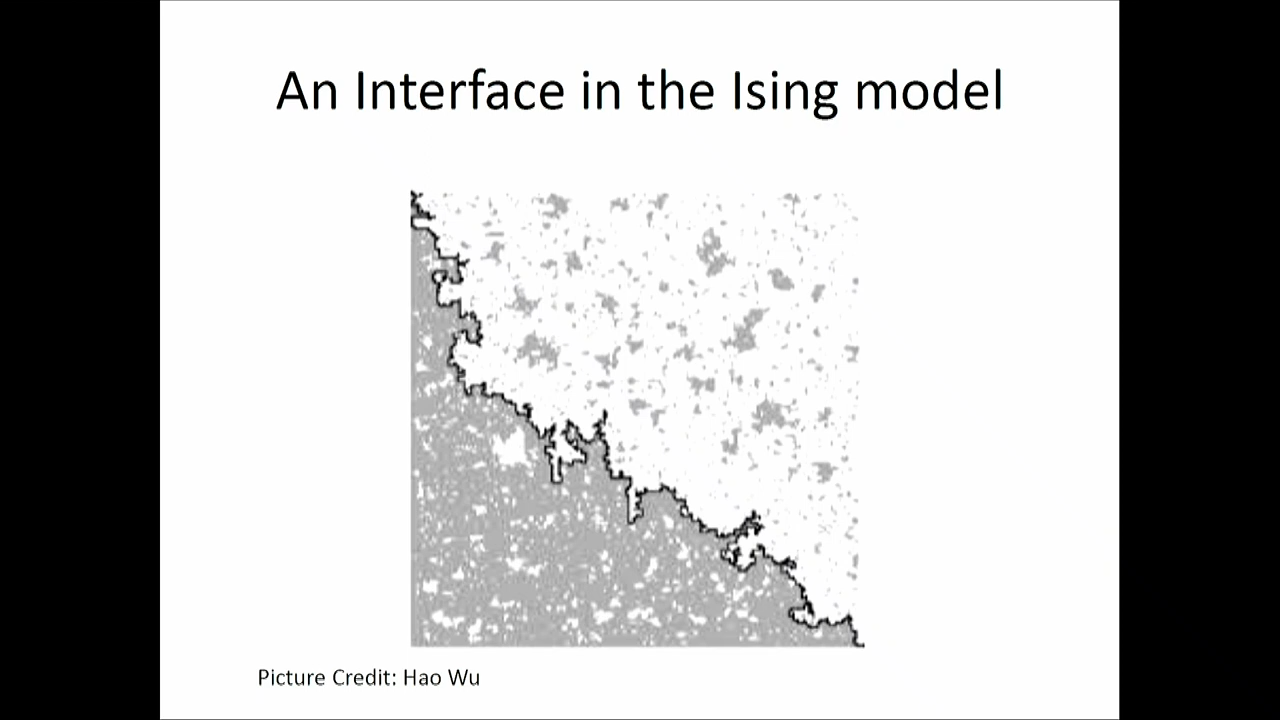 An Interface in the Ising model
Picture Credit: Hao Wu